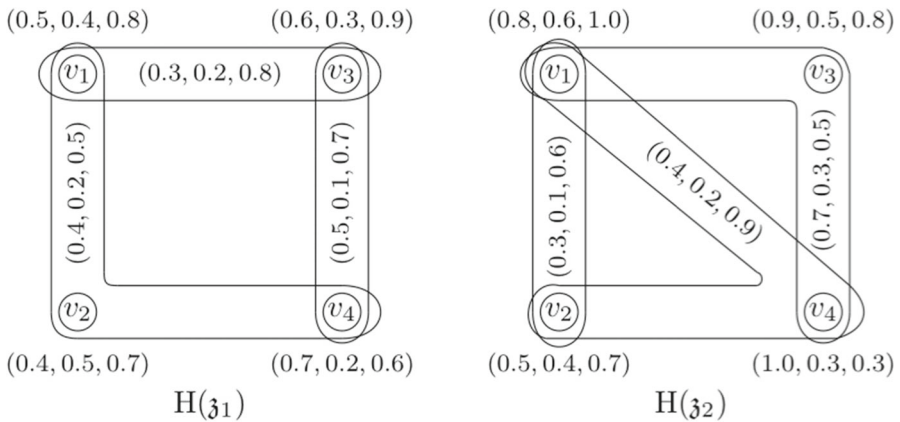 (0.5, 0.4, 0.8) (0.6, 0.3, 0.9) (0.8, 0.6, 1.0) (0.9, 0.5, 0.8)
v₁ (0.3, 0.2, 0.8) v₃ v₁ v₃
(0.4, 0.2, 0.5) (0.5, 0.1, 0.7) (0.3, 0.1, 0.6) (0.4, 0.2, 0.9) (0.7, 0.3, 0.5)
v₂ v₄ v₂ v₄
(0.4, 0.5, 0.7) (0.7, 0.2, 0.6) (0.5, 0.4, 0.7) (1.0, 0.3, 0.3)
H(𝔷₁) H(𝔷₂)